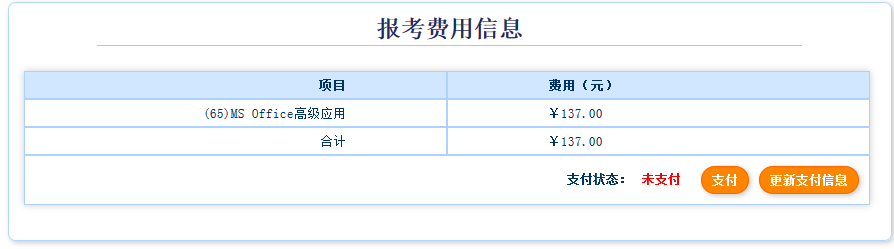 报考费用信息
项目 费用（元）
(65)MS Office高级应用 ￥137.00
合计 ￥137.00
支付状态： 未支付 支付 更新支付信息